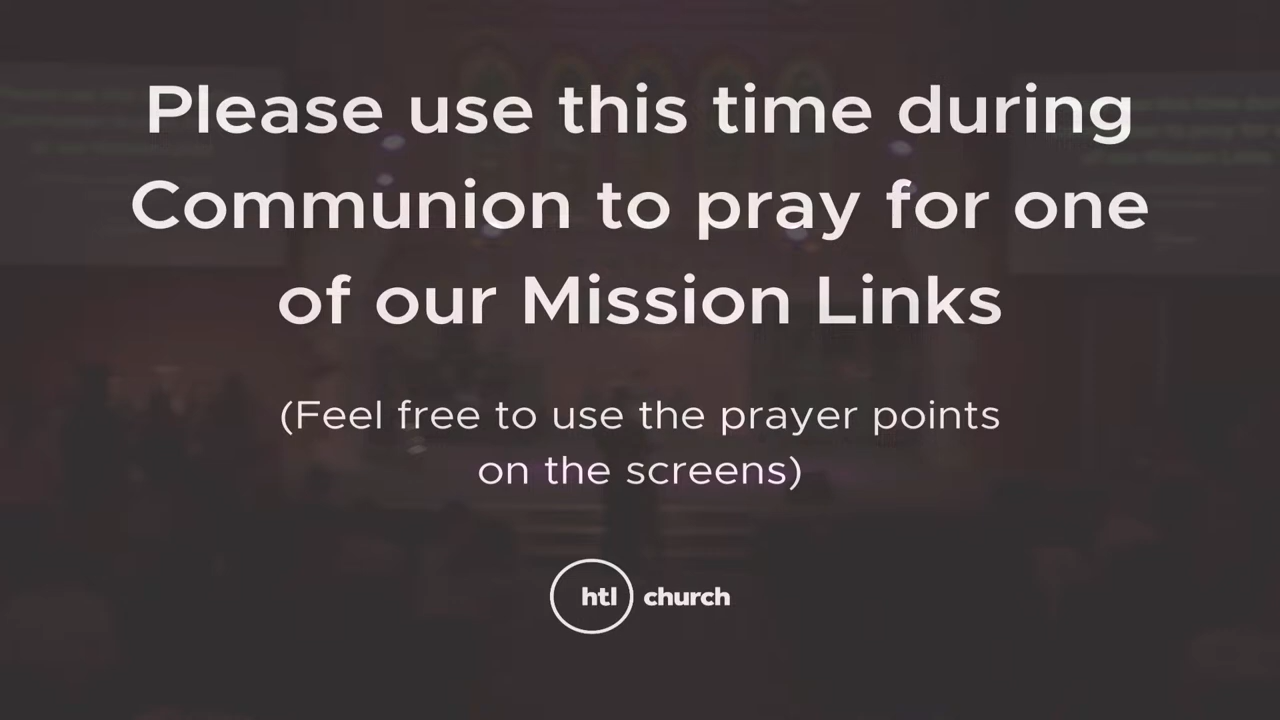 Please use this time during
Communion to pray for one
of our Mission Links
(Feel free to use the prayer points
on the screens)
htl church